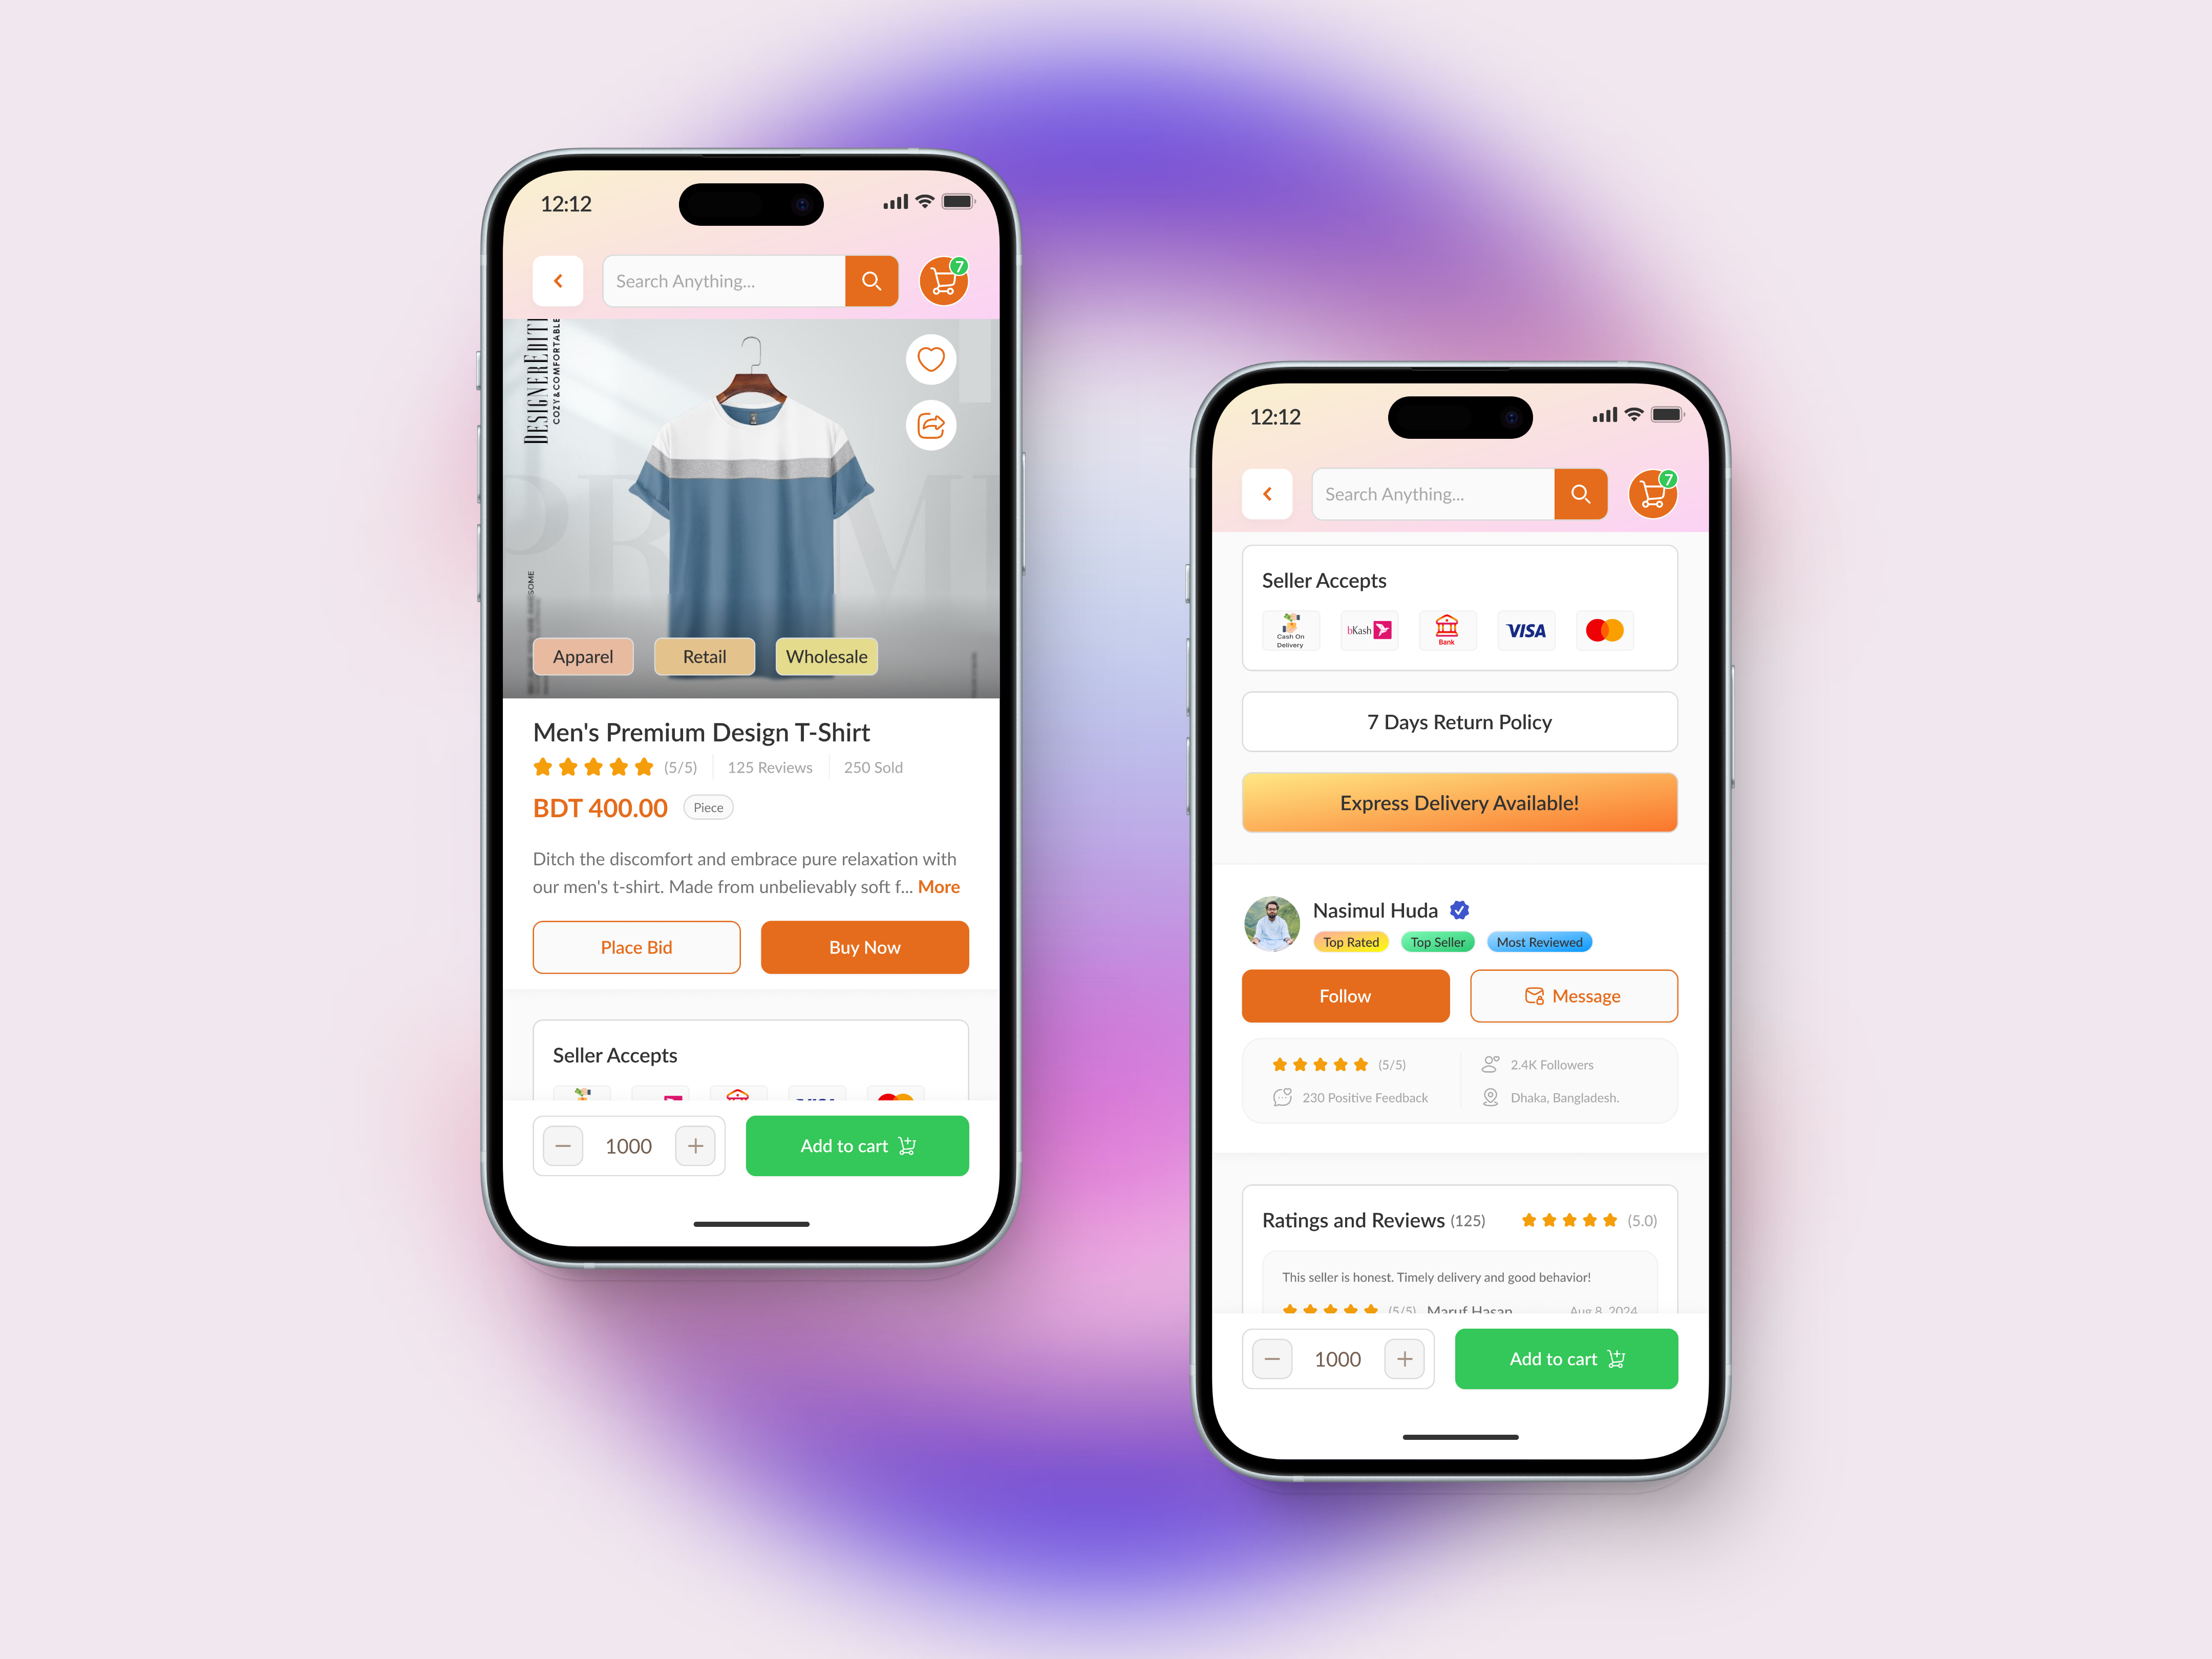 12:12
Search Anything...
7
DESIGNEREDITI
COZY&COMFORTABLE
PREMI
Apparel
Retail
Wholesale
Men's Premium Design T-Shirt
(5/5)
125 Reviews
250 Sold
BDT 400.00
Piece
Ditch the discomfort and embrace pure relaxation with
our men's t-shirt. Made from unbelievably soft f... More
Place Bid
Buy Now
Seller Accepts
1000
Add to cart
12:12
Search Anything...
7
Seller Accepts
Cash On
Delivery
bKash
Bank
VISA
7 Days Return Policy
Express Delivery Available!
Nasimul Huda
Top Rated
Top Seller
Most Reviewed
Follow
Message
(5/5)
2.4K Followers
230 Positive Feedback
Dhaka, Bangladesh.
Ratings and Reviews (125)
(5.0)
This seller is honest. Timely delivery and good behavior!
(5/5)
Maruf Hasan
Aug 8, 2024
1000
Add to cart